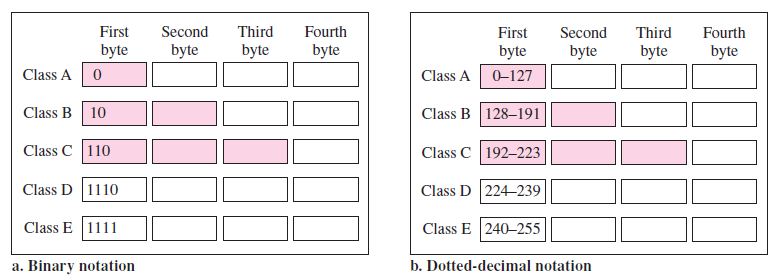 First Second Third Fourth
byte byte byte byte
Class A 0
Class B 10
Class C 110
Class D 1110
Class E 1111
a. Binary notation
First Second Third Fourth
byte byte byte byte
Class A 0–127
Class B 128–191
Class C 192–223
Class D 224–239
Class E 240–255
b. Dotted-decimal notation